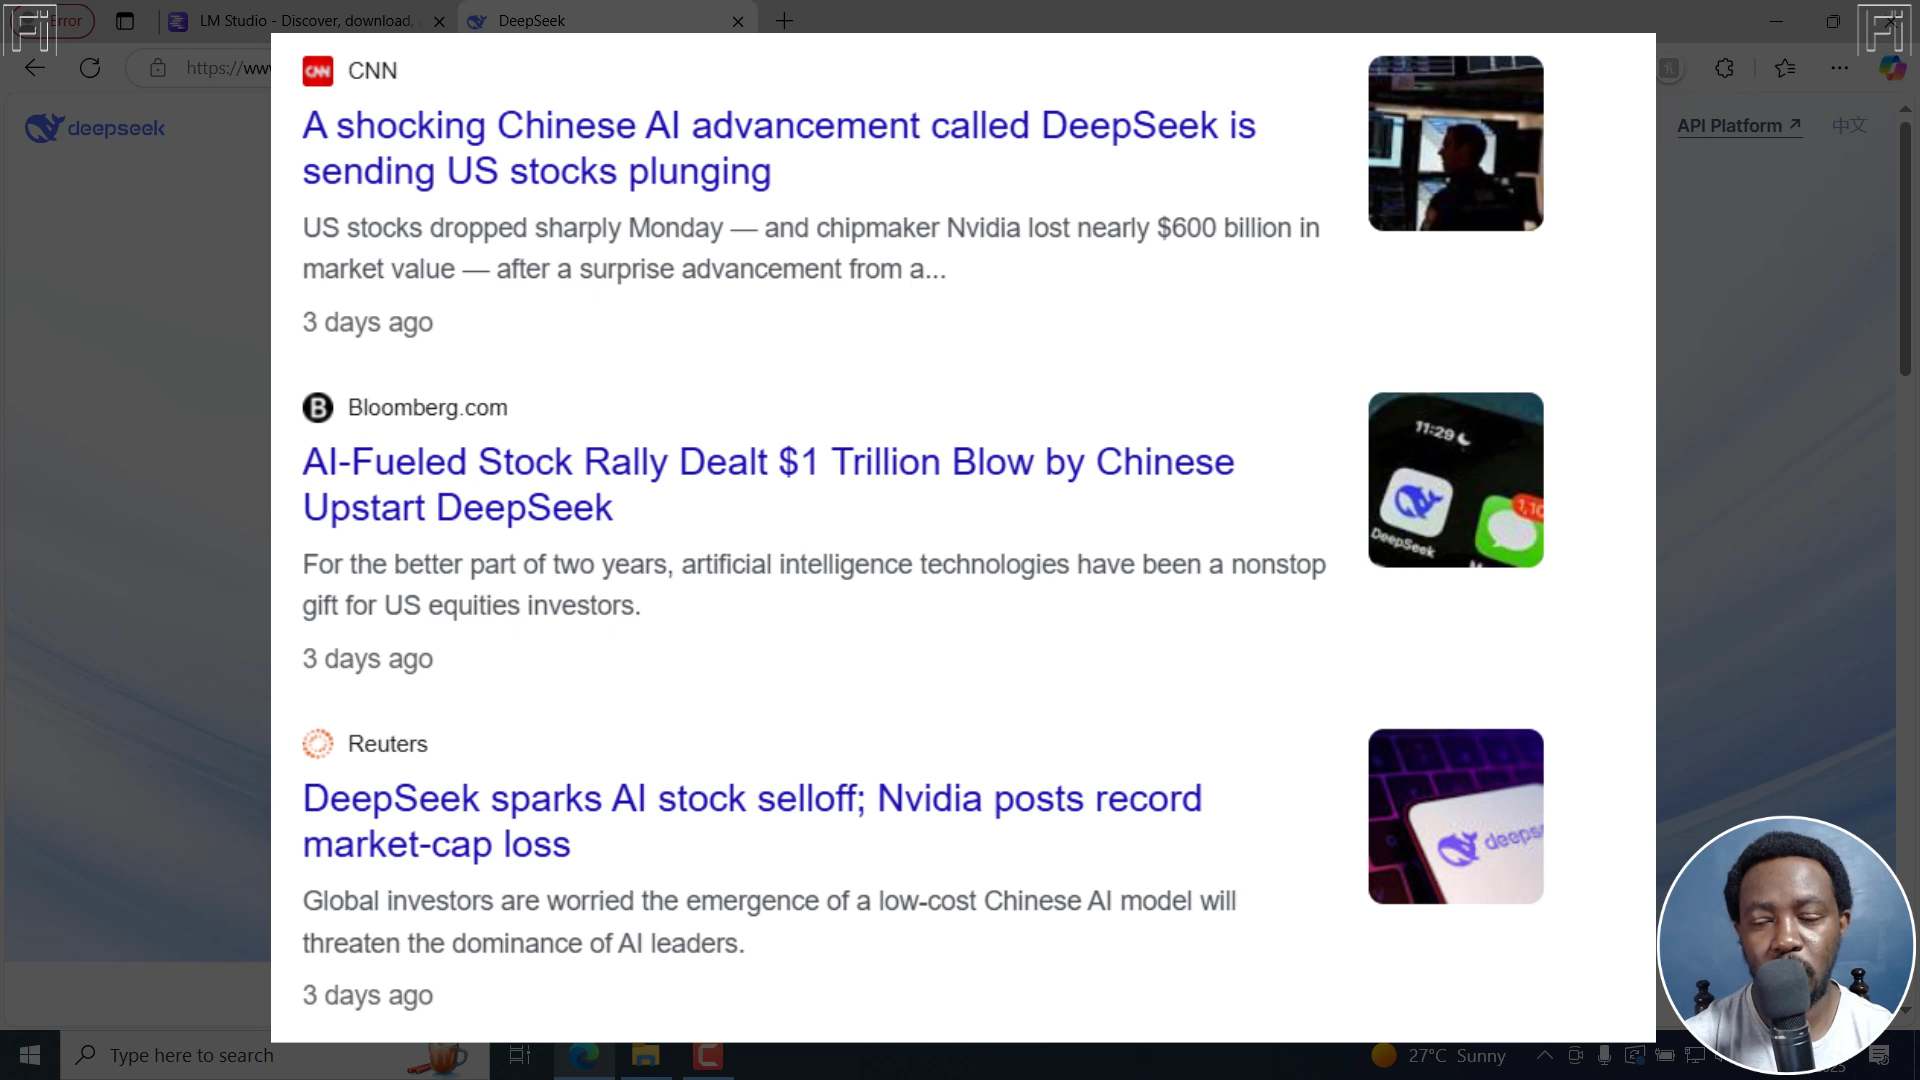 Error
LM Studio - Discover, download,
DeepSeek
Fi
Fi
https://ww
deepseek
API Platform
中文
CNN
A shocking Chinese AI advancement called DeepSeek is
sending US stocks plunging
US stocks dropped sharply Monday — and chipmaker Nvidia lost nearly $600 billion in
market value — after a surprise advancement from a...
3 days ago
B Bloomberg.com
11:29
DeepSeek
AI-Fueled Stock Rally Dealt $1 Trillion Blow by Chinese
Upstart DeepSeek
For the better part of two years, artificial intelligence technologies have been a nonstop
gift for US equities investors.
3 days ago
Reuters
deeps
DeepSeek sparks AI stock selloff; Nvidia posts record
market-cap loss
Global investors are worried the emergence of a low-cost Chinese AI model will
threaten the dominance of AI leaders.
3 days ago
Type here to search
27°C Sunny